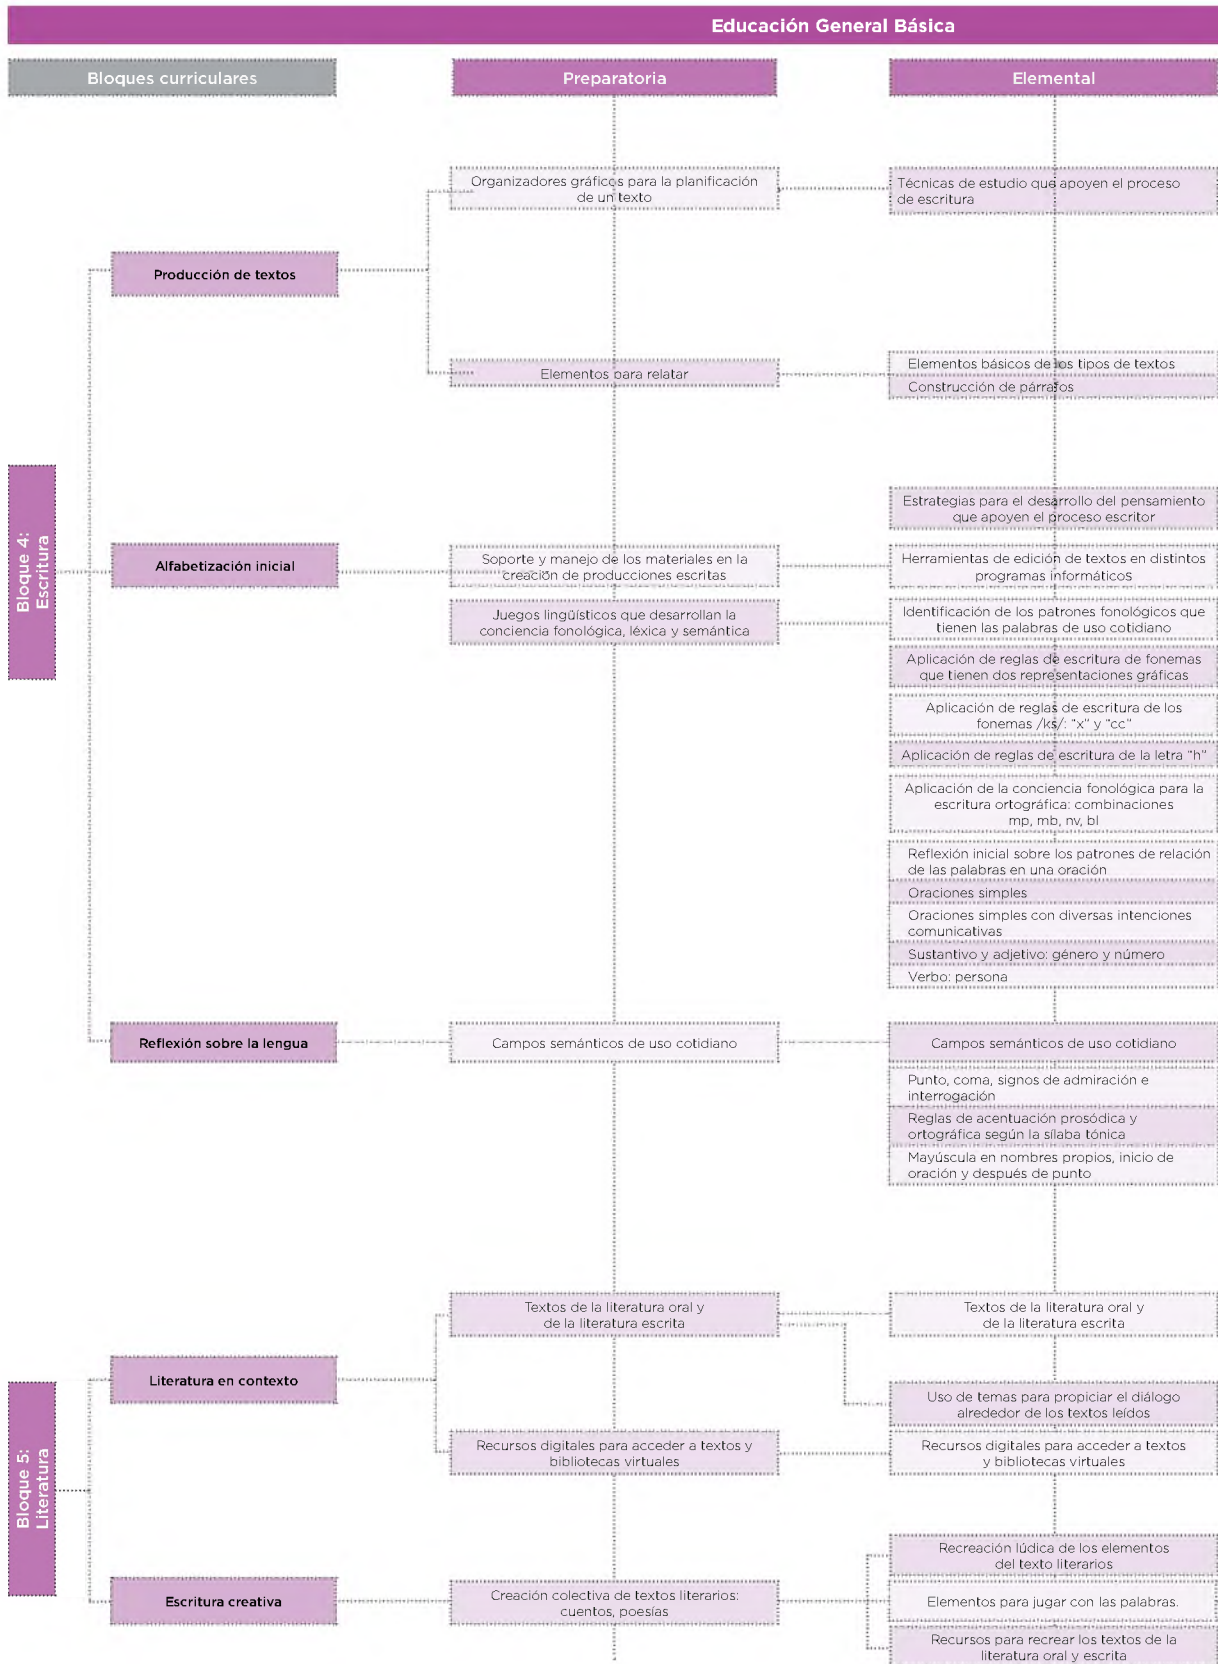 Educación General Básica
Bloques curriculares
Preparatoria
Elemental
Organizadores gráficos para la planificación
de un texto
Técnicas de estudio que apoyen el proceso
de escritura
Producción de textos
Elementos para relatar
Elementos básicos de los tipos de textos
Construcción de párrafos
Bloque 4:
Escritura
Estrategias para el desarrollo del pensamiento
que apoyen el proceso escritor
Alfabetización inicial
Soporte y manejo de los materiales en la
creación de producciones escritas
Herramientas de edición de textos en distintos
programas informáticos
Juegos lingüísticos que desarrollan la
conciencia fonológica, léxica y semántica
Identificación de los patrones fonológicos que
tienen las palabras de uso cotidiano
Aplicación de reglas de escritura de fonemas
que tienen dos representaciones gráficas
Aplicación de reglas de escritura de los
fonemas /ks/: "x" y "cc"
Aplicación de reglas de escritura de la letra "h"
Aplicación de la conciencia fonológica para la
escritura ortográfica: combinaciones
mp, mb, nv, bl
Reflexión inicial sobre los patrones de relación
de las palabras en una oración
Oraciones simples
Oraciones simples con diversas intenciones
comunicativas
Sustantivo y adjetivo: género y número
Verbo: persona
Reflexión sobre la lengua
Campos semánticos de uso cotidiano
Campos semánticos de uso cotidiano
Punto, coma, signos de admiración e
interrogación
Reglas de acentuación prosódica y
ortográfica según la sílaba tónica
Mayúscula en nombres propios, inicio de
oración y después de punto
Textos de la literatura oral y
de la literatura escrita
Textos de la literatura oral y
de la literatura escrita
Literatura en contexto
Uso de temas para propiciar el diálogo
alrededor de los textos leídos
Recursos digitales para acceder a textos y
bibliotecas virtuales
Recursos digitales para acceder a textos
y bibliotecas virtuales
Bloque 5:
Literatura
Recreación lúdica de los elementos
del texto literarios
Escritura creativa
Creación colectiva de textos literarios:
cuentos, poesías
Elementos para jugar con las palabras.
Recursos para recrear los textos de la
literatura oral y escrita